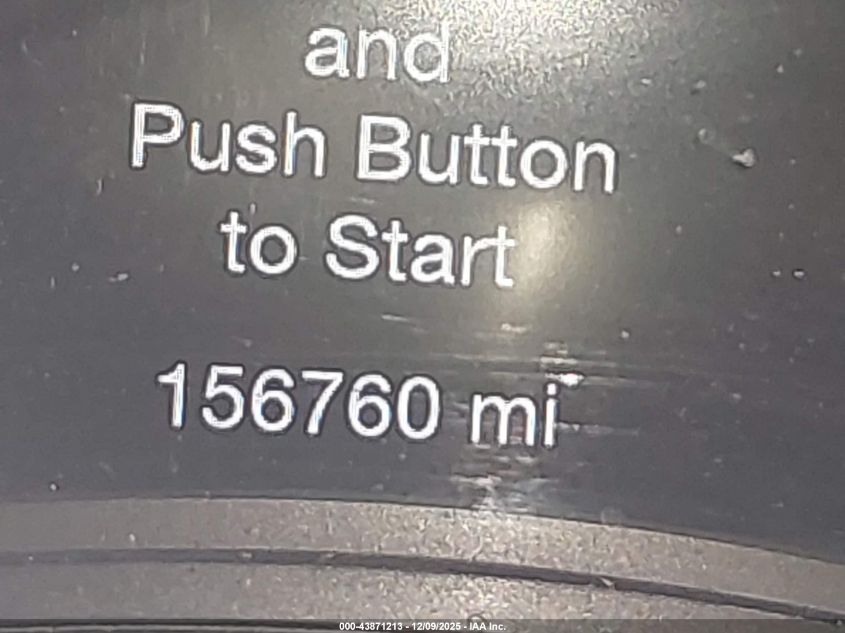 and
Push Button
to Start
156760 mi
000-43871213 - 12/09/2025 - IAA Inc.